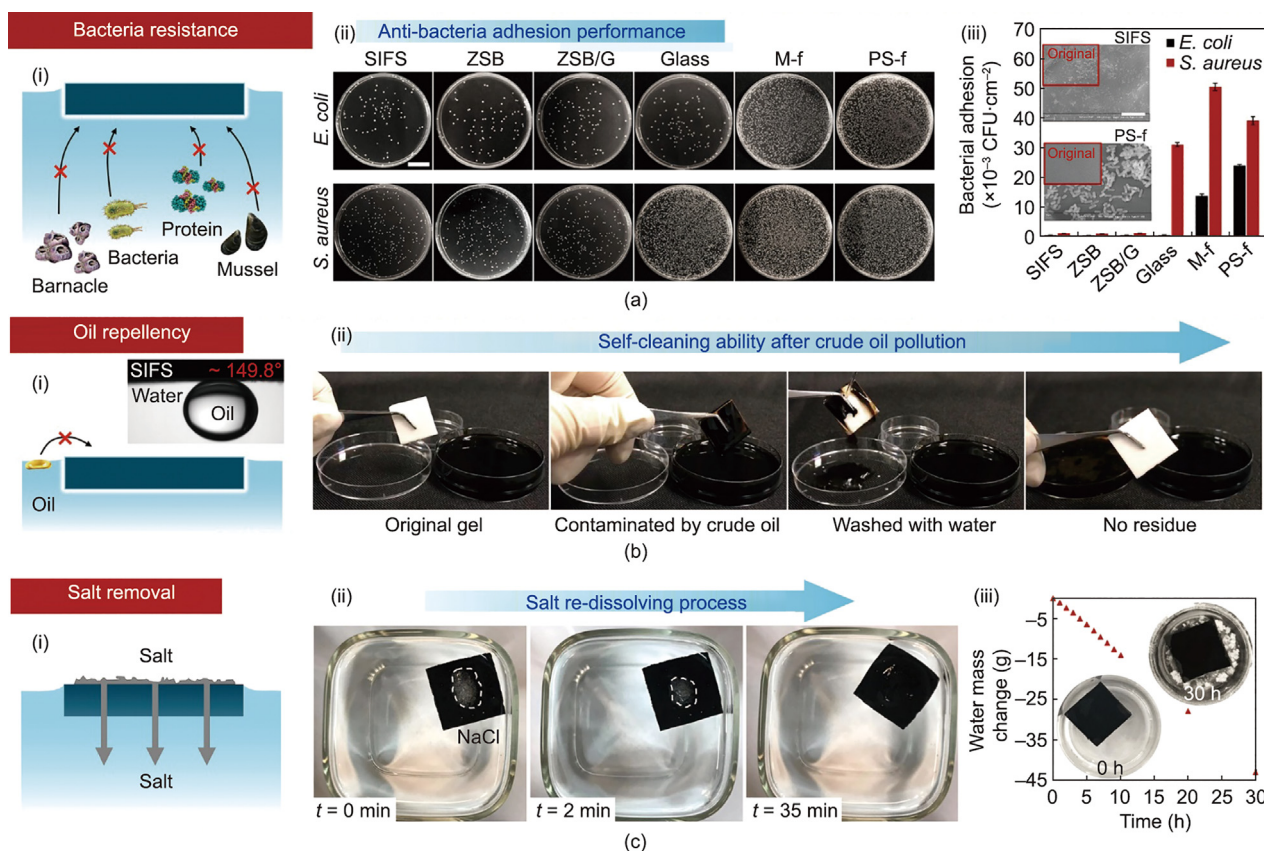 Bacteria resistance
(i)
Barnacle
Bacteria
Protein
Mussel
(ii)
Anti-bacteria adhesion performance
SIFS ZSB ZSB/G Glass M-f PS-f
E. coli
S. aureus
(iii)
Bacterial adhesion
(×10⁻³ CFU·cm⁻²)
70
60
50
40
30
20
10
0
SIFS
Original
PS-f
Original
E. coli
S. aureus
SIFS ZSB ZSB/G Glass M-f PS-f
(a)
Oil repellency
(i)
SIFS ~ 149.8°
Water
Oil
Oil
(ii)
Self-cleaning ability after crude oil pollution
Original gel
Contaminated by crude oil
Washed with water
No residue
(b)
Salt removal
(i)
Salt
Salt
(ii)
Salt re-dissolving process
NaCl
t = 0 min
t = 2 min
t = 35 min
(iii)
Water mass
change (g)
−5
−15
−25
−35
−45
30 h
0 h
0 5 10 15 20 25 30
Time (h)
(c)